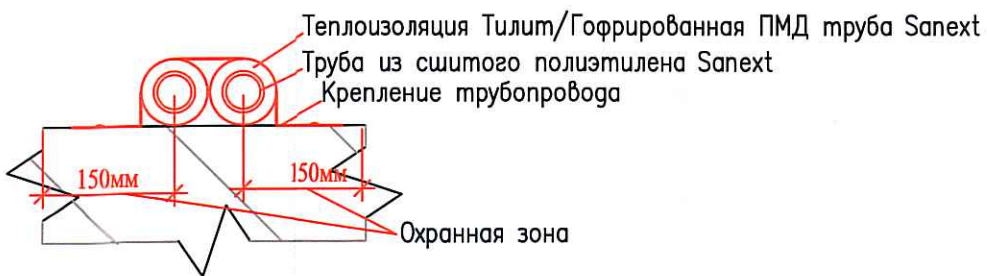 Теплоизоляция Тилит/Гофрированная ПМД труба Sanext
Труба из сшитого полиэтилена Sanext
Крепление трубопровода
150мм 150мм
Охранная зона